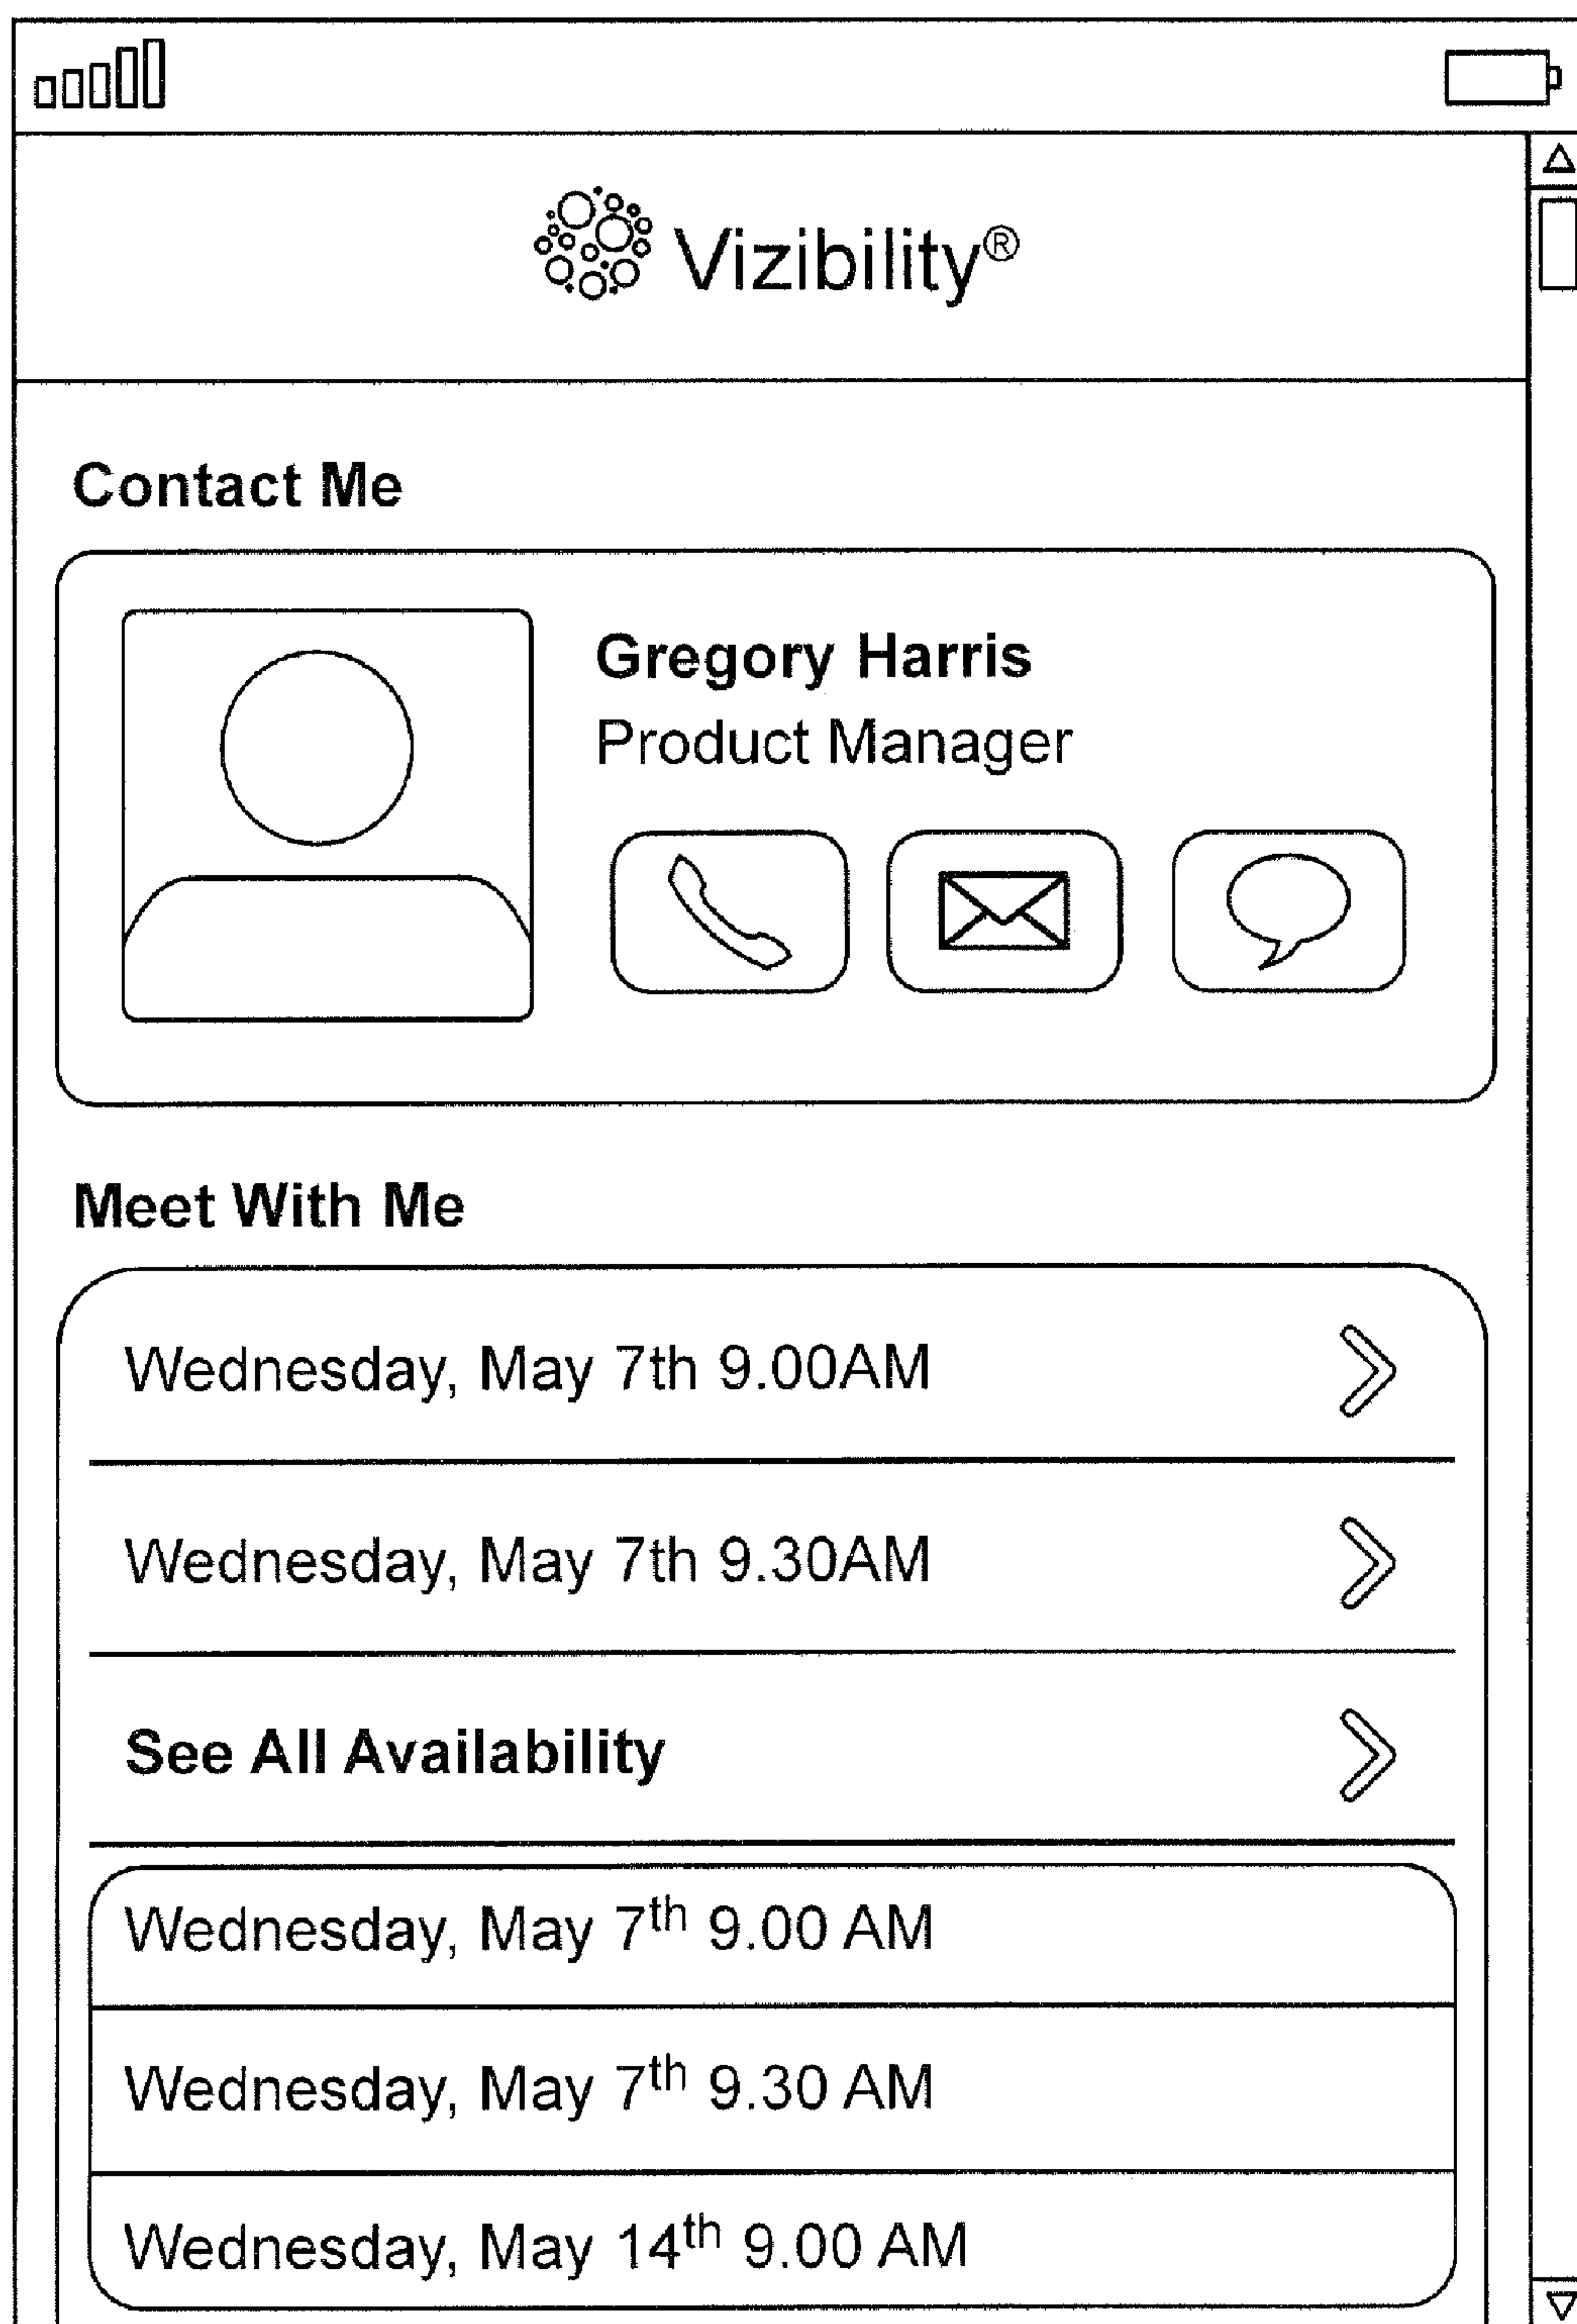 Vizibility®
Contact Me
Gregory Harris
Product Manager
Meet With Me
Wednesday, May 7th 9.00AM
Wednesday, May 7th 9.30AM
See All Availability
Wednesday, May 7th 9.00 AM
Wednesday, May 7th 9.30 AM
Wednesday, May 14th 9.00 AM